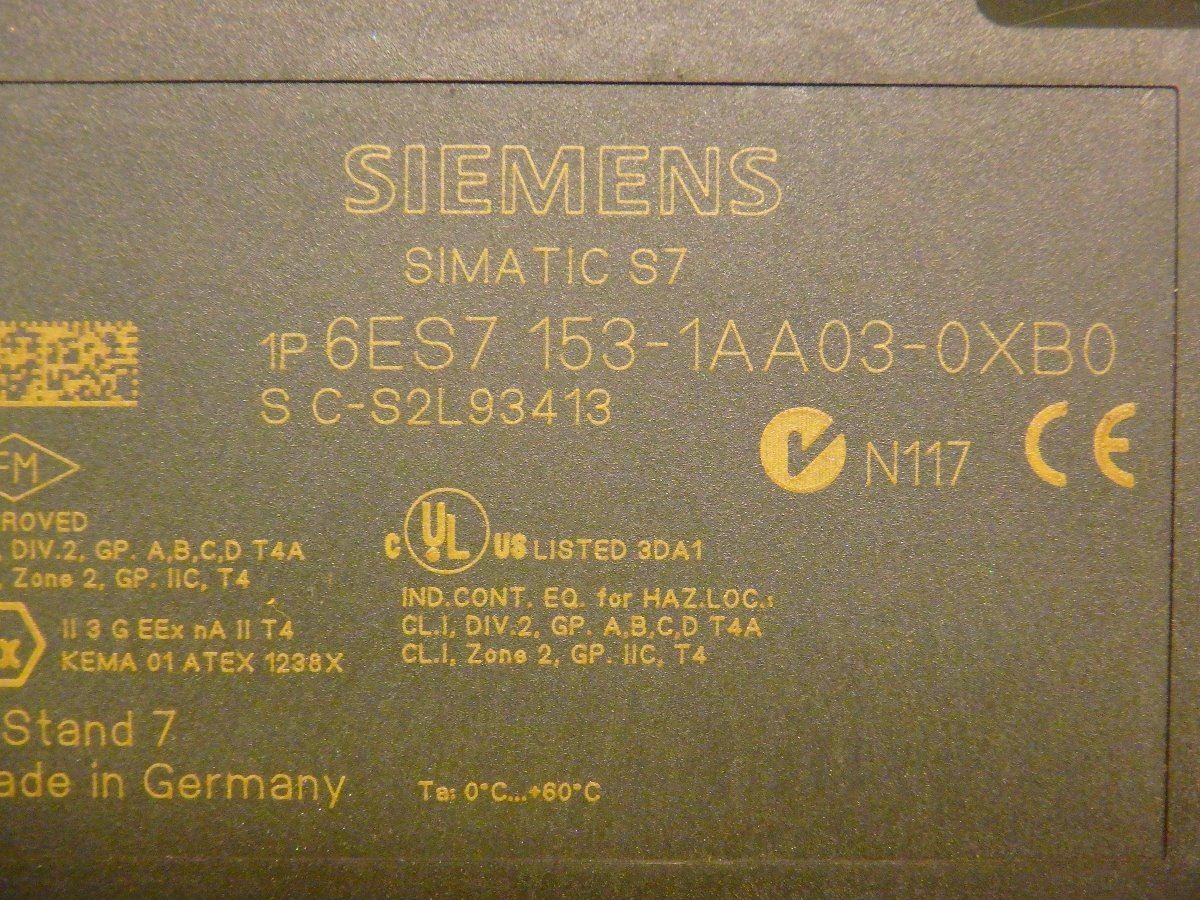 SIEMENS
SIMATIC S7
1P 6ES7 153-1AA03-0XB0
S C-S2L93413
N117 CE
FM
ROVED
, DIV.2, GP. A,B,C,D T4A
, Zone 2, GP. IIC, T4
c UL US LISTED 3DA1
IND.CONT. EQ. for HAZ.LOC.:
CL.I, DIV.2, GP. A,B,C,D T4A
CL.I, Zone 2, GP. IIC, T4
x II 3 G EEx nA II T4
KEMA 01 ATEX 1238X
Stand 7
ade in Germany
Ta: 0°C...+60°C